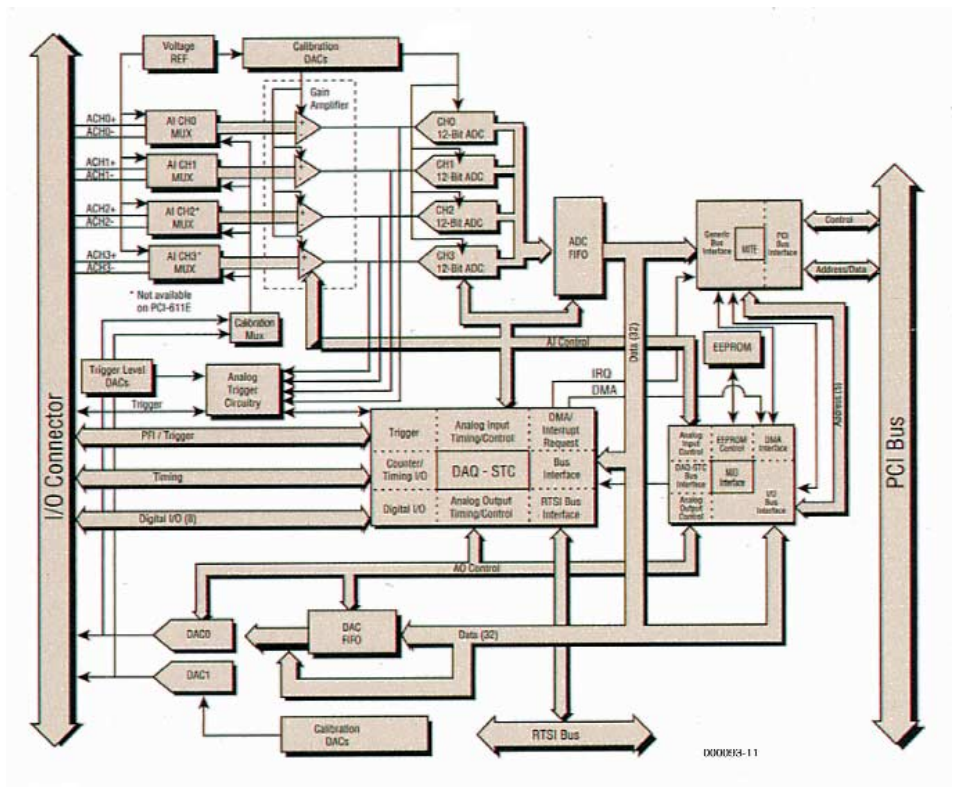 Voltage
REF
Calibration
DACs
Gain
Amplifier
ACH0+
ACH0-
AI CH0
MUX
CH0
12-Bit ADC
ACH1+
ACH1-
AI CH1
MUX
CH1
12-Bit ADC
ACH2+
ACH2-
AI CH2*
MUX
CH2
12-Bit ADC
ACH3+
ACH3-
AI CH3*
MUX
CH3
12-Bit ADC
ADC
FIFO
Generic
Bus
Interface
MITE
PCI
Bus
Interface
Control
Address/Data
* Not available
on PCI-611E
Calibration
Mux
AI Control
Data (32)
EEPROM
Address (5)
Trigger Level
DACs
Analog
Trigger
Circuitry
Trigger
IRQ
DMA
I/O Connector
PCI Bus
PFI / Trigger
Timing
Digital I/O (8)
Trigger
Analog Input
Timing/Control
DMA/
Interrupt
Request
Counter/
Timing I/O
DAQ - STC
Bus
Interface
Digital I/O
Analog Output
Timing/Control
RTSI Bus
Interface
Analog
Input
Control
EEPROM
Control
DMA
Interface
DAQ-STC
Bus
Interface
MIO
Interface
Analog
Output
Control
I/O
Bus
Interface
AO Control
DAC0
DAC
FIFO
Data (32)
DAC1
Calibration
DACs
RTSI Bus
000093-11